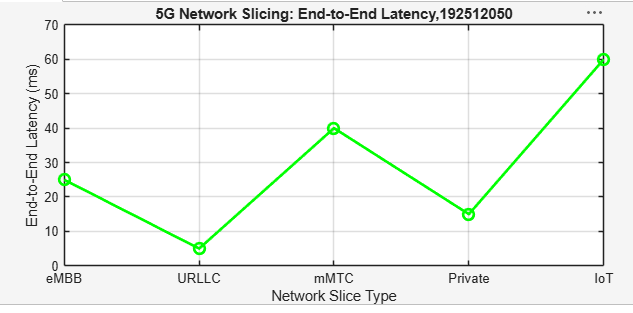 5G Network Slicing: End-to-End Latency,192512050
End-to-End Latency (ms)
70
60
50
40
30
20
10
0
eMBB URLLC mMTC Private IoT
Network Slice Type